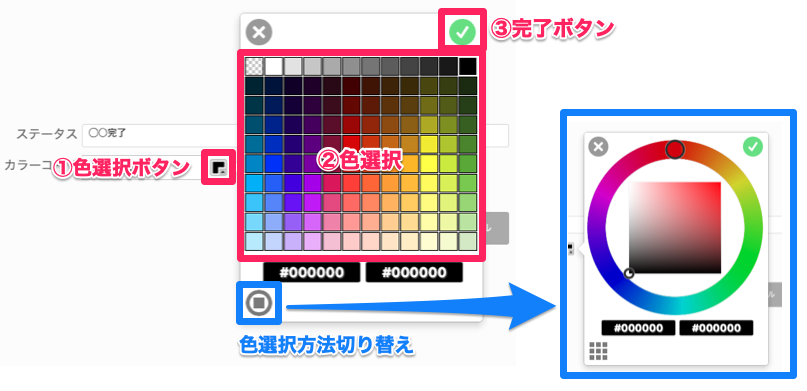 ③完了ボタン
ステータス
○○完了
カラーコ
①色選択ボタン
②色選択
ル
#000000 #000000
色選択方法切り替え
ル
#000000 #000000